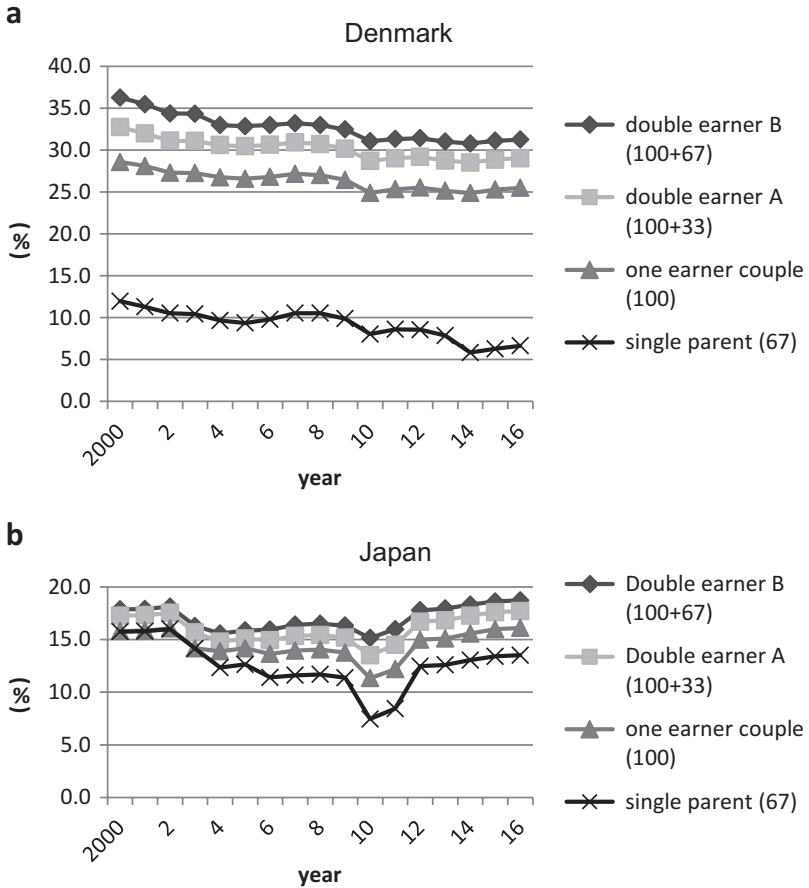 a
Denmark
40.0
35.0
30.0
25.0
20.0
15.0
10.0
5.0
0.0
(%)
2000
2
4
6
8
10
12
14
16
year
double earner B
(100+67)
double earner A
(100+33)
one earner couple
(100)
single parent (67)
b
Japan
20.0
15.0
10.0
5.0
0.0
(%)
2000
2
4
6
8
10
12
14
16
year
Double earner B
(100+67)
Double earner A
(100+33)
one earner couple
(100)
single parent (67)